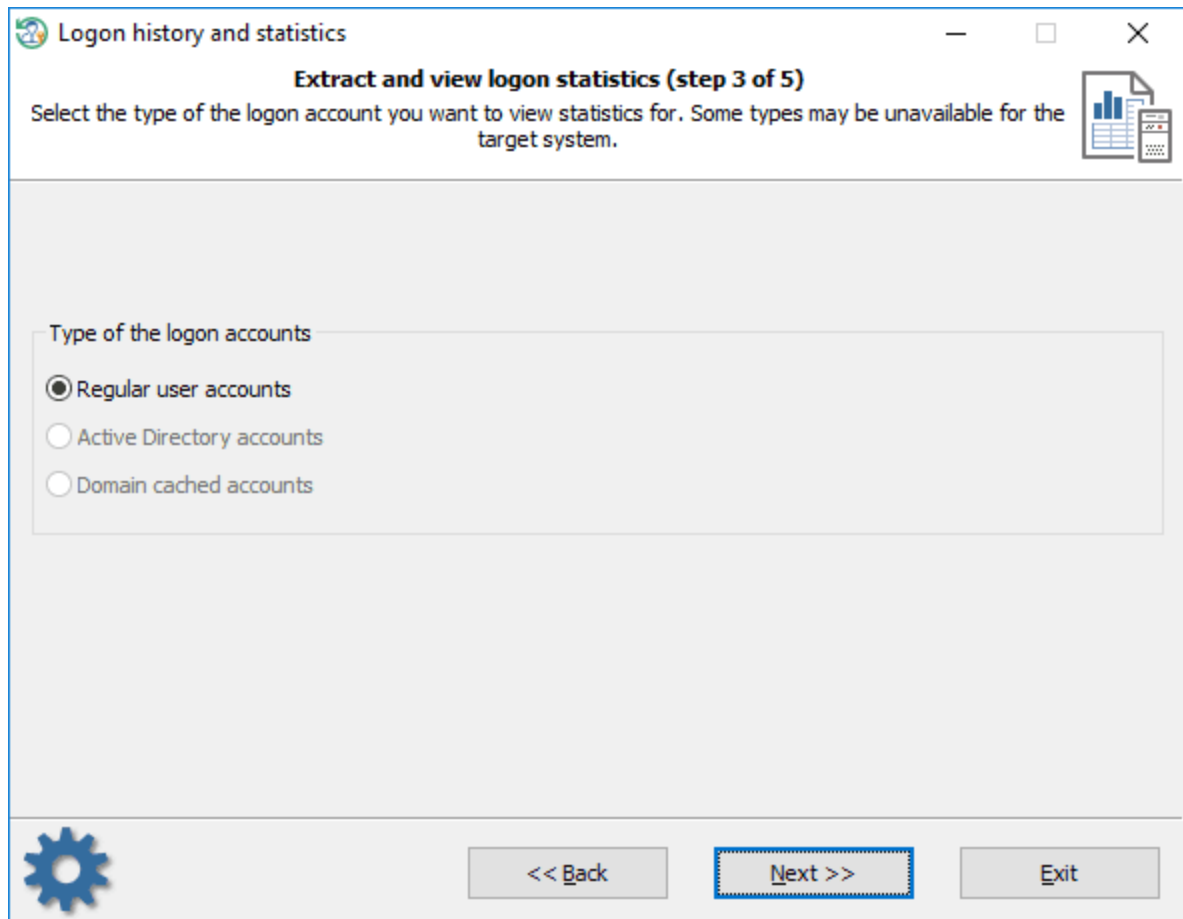 Logon history and statistics
Extract and view logon statistics (step 3 of 5)
Select the type of the logon account you want to view statistics for. Some types may be unavailable for the
target system.
Type of the logon accounts
Regular user accounts
Active Directory accounts
Domain cached accounts
<< Back
Next >>
Exit